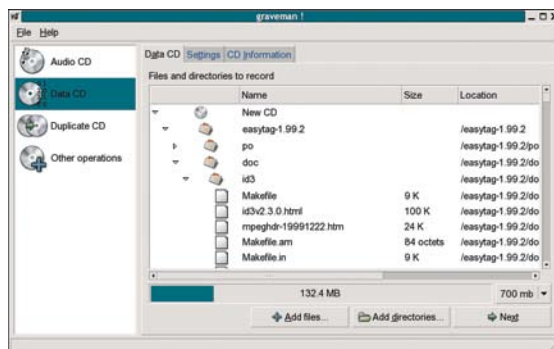 graveman !
File Help
Audio CD
Data CD
Duplicate CD
Other operations
Data CD Settings CD Information
Files and directories to record
Name Size Location
New CD
easytag-1.99.2 /easytag-1.99.2
po /easytag-1.99.2/po
doc /easytag-1.99.2/do
id3 /easytag-1.99.2/do
Makefile 9 K /easytag-1.99.2/do
id3v2.3.0.html 100 K /easytag-1.99.2/do
mpeghdr-19991222.htm 24 K /easytag-1.99.2/do
Makefile.am 84 octets /easytag-1.99.2/do
Makefile.in 9 K /easytag-1.99.2/do
132.4 MB 700 mb
Add files... Add directories... Next